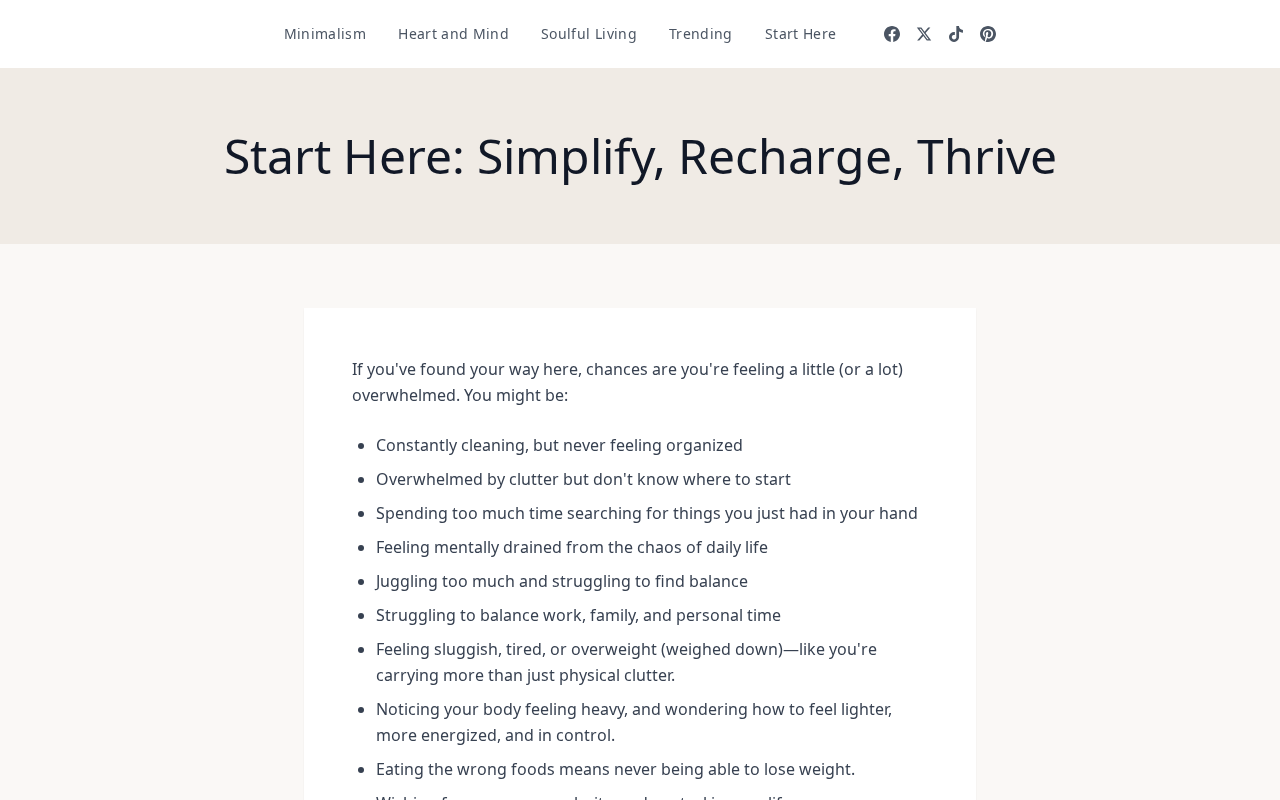 Minimalism Heart and Mind Soulful Living Trending Start Here
Start Here: Simplify, Recharge, Thrive
If you've found your way here, chances are you're feeling a little (or a lot)
overwhelmed. You might be:
Constantly cleaning, but never feeling organized
Overwhelmed by clutter but don't know where to start
Spending too much time searching for things you just had in your hand
Feeling mentally drained from the chaos of daily life
Juggling too much and struggling to find balance
Struggling to balance work, family, and personal time
Feeling sluggish, tired, or overweight (weighed down)—like you're
carrying more than just physical clutter.
Noticing your body feeling heavy, and wondering how to feel lighter,
more energized, and in control.
Eating the wrong foods means never being able to lose weight.